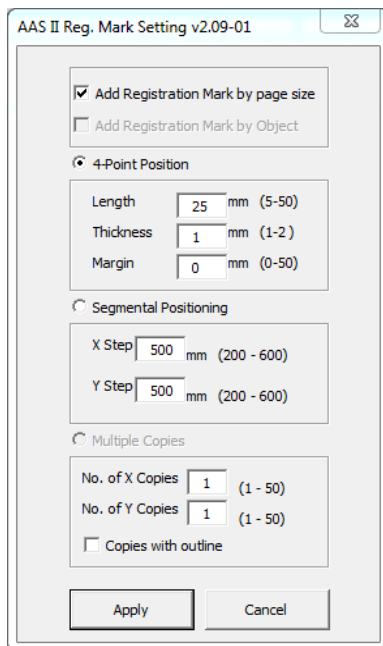 AAS II Reg. Mark Setting v2.09-01
Add Registration Mark by page size
Add Registration Mark by Object
4-Point Position
Length 25 mm (5-50)
Thickness 1 mm (1-2 )
Margin 0 mm (0-50)
Segmental Positioning
X Step 500 mm (200 - 600)
Y Step 500 mm (200 - 600)
Multiple Copies
No. of X Copies 1 (1 - 50)
No. of Y Copies 1 (1 - 50)
Copies with outline
Apply Cancel